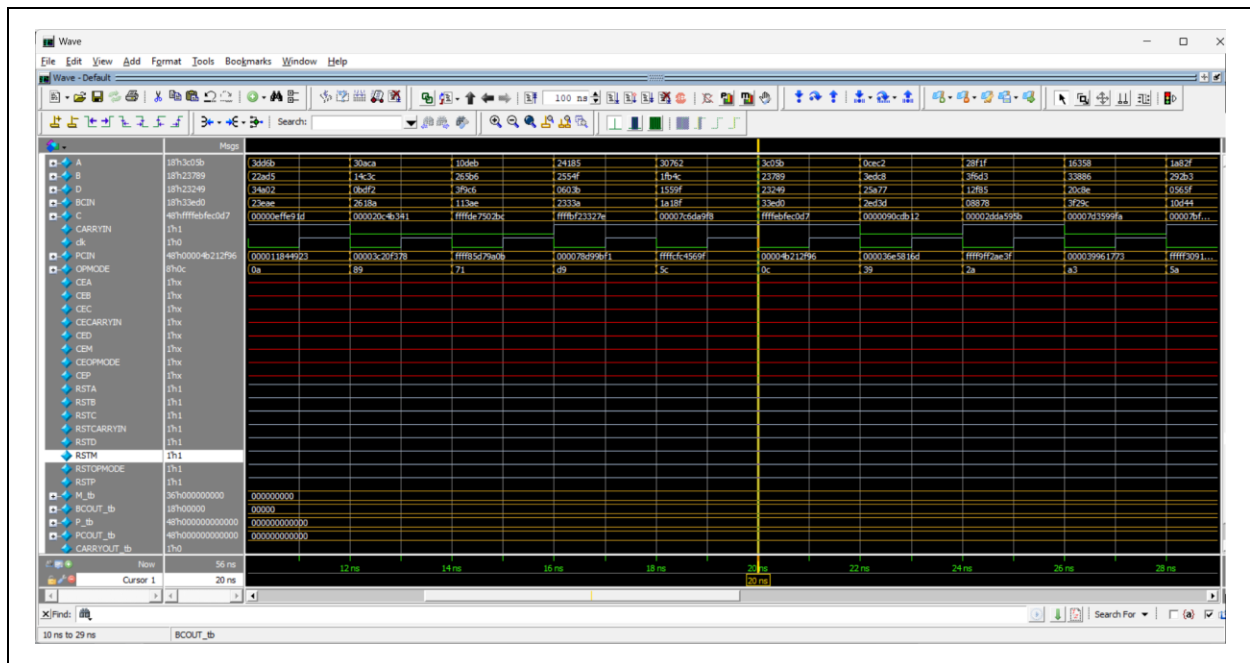 Wave
File Edit View Add Format Tools Bookmarks Window Help
Wave - Default
100 ns
Search:
Msgs
A 18'h3c05b 3dd6b 30aca 10deb 24185 30762 3c05b 0cec2 28f1f 16358 1a82f
B 18'h23789 22ad5 14c3c 265b6 2554f 1fb4c 23789 3edc8 3f6d3 33886 292b3
D 18'h23249 34a02 0bdf2 3f9c6 0603b 1559f 23249 25a77 12f85 20c8e 0565f
BCIN 18'h33ed0 23eae 2618a 113ae 2333a 1a18f 33ed0 2ed3d 08878 3f29c 10d44
C 48'hffffebfec0d7 00000effe91d 000020c4b341 ffffde7502bc ffffbf23327e 00007c6da9f8 ffffebfec0d7 0000090cdb12 00002dda595b 00007d3599fa 00007bf...
CARRYIN 1'h1
clk 1'h0
PCIN 48'h00004b212f96 000011844923 00003c20f378 ffff85d79a0b 000078d99bf1 ffffcfc4569f 00004b212f96 000036e5816d ffff9ff2ae3f 000039961773 fffff3091...
OPMODE 8'h0c 0a 89 71 d9 5c 0c 39 2a a3 5a
CEA 1'hx
CEB 1'hx
CEC 1'hx
CECARRYIN 1'hx
CED 1'hx
CEM 1'hx
CEOPMODE 1'hx
CEP 1'hx
RSTA 1'h1
RSTB 1'h1
RSTC 1'h1
RSTCARRYIN 1'h1
RSTD 1'h1
RSTM 1'h1
RSTOPMODE 1'h1
RSTP 1'h1
M_tb 36'h000000000 000000000
BCOUT_tb 18'h00000 00000
P_tb 48'h000000000000 000000000000
PCOUT_tb 48'h000000000000 000000000000
CARRYOUT_tb 1'h0
Now 56 ns 12 ns 14 ns 16 ns 18 ns 20 ns 22 ns 24 ns 26 ns 28 ns
Cursor 1 20 ns 20 ns
Find: Search For {a}
10 ns to 29 ns BCOUT_tb